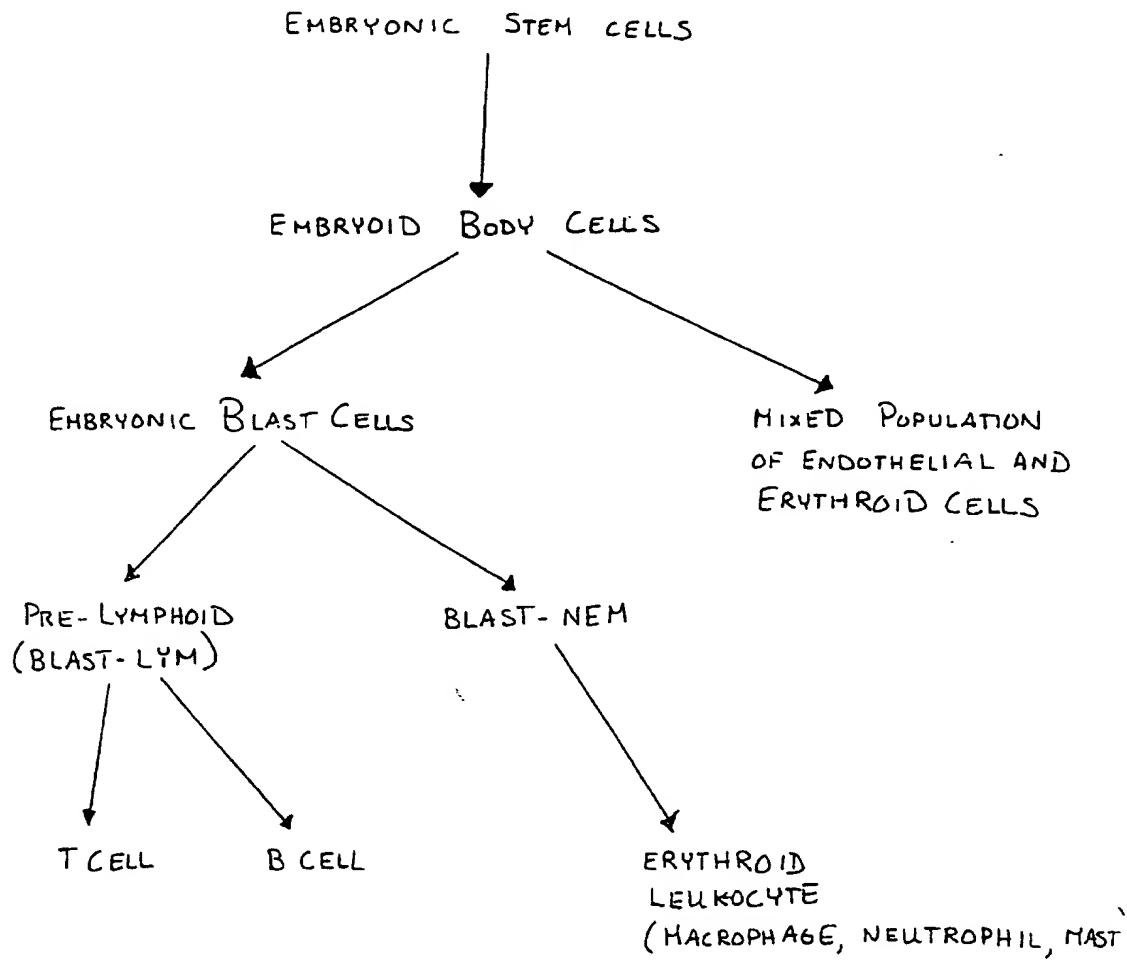 EMBRYONIC STEM CELLS
EMBRYOID BODY CELLS
EMBRYONIC BLAST CELLS
MIXED POPULATION
OF ENDOTHELIAL AND
ERYTHROID CELLS
PRE-LYMPHOID
(BLAST-LYM)
BLAST-NEM
T CELL
B CELL
ERYTHROID
LEUKOCYTE
(MACROPHAGE, NEUTROPHIL, MAST